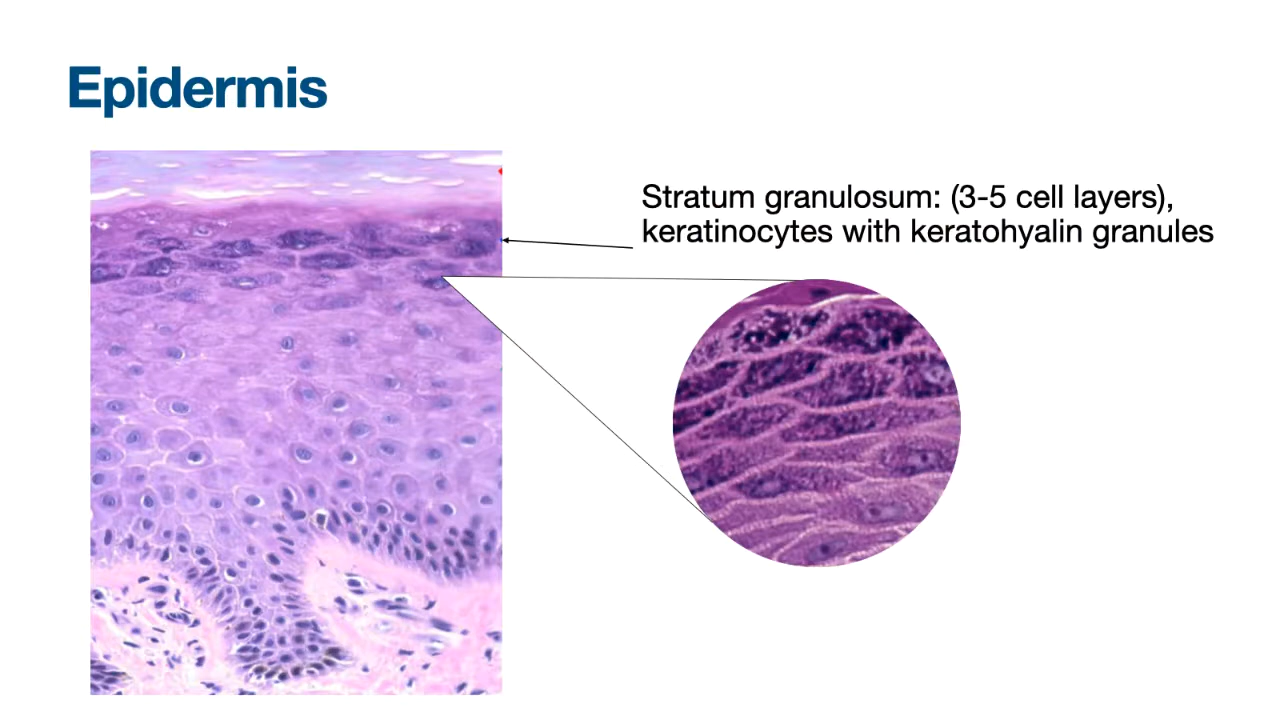 Epidermis
Stratum granulosum: (3-5 cell layers),
keratinocytes with keratohyalin granules